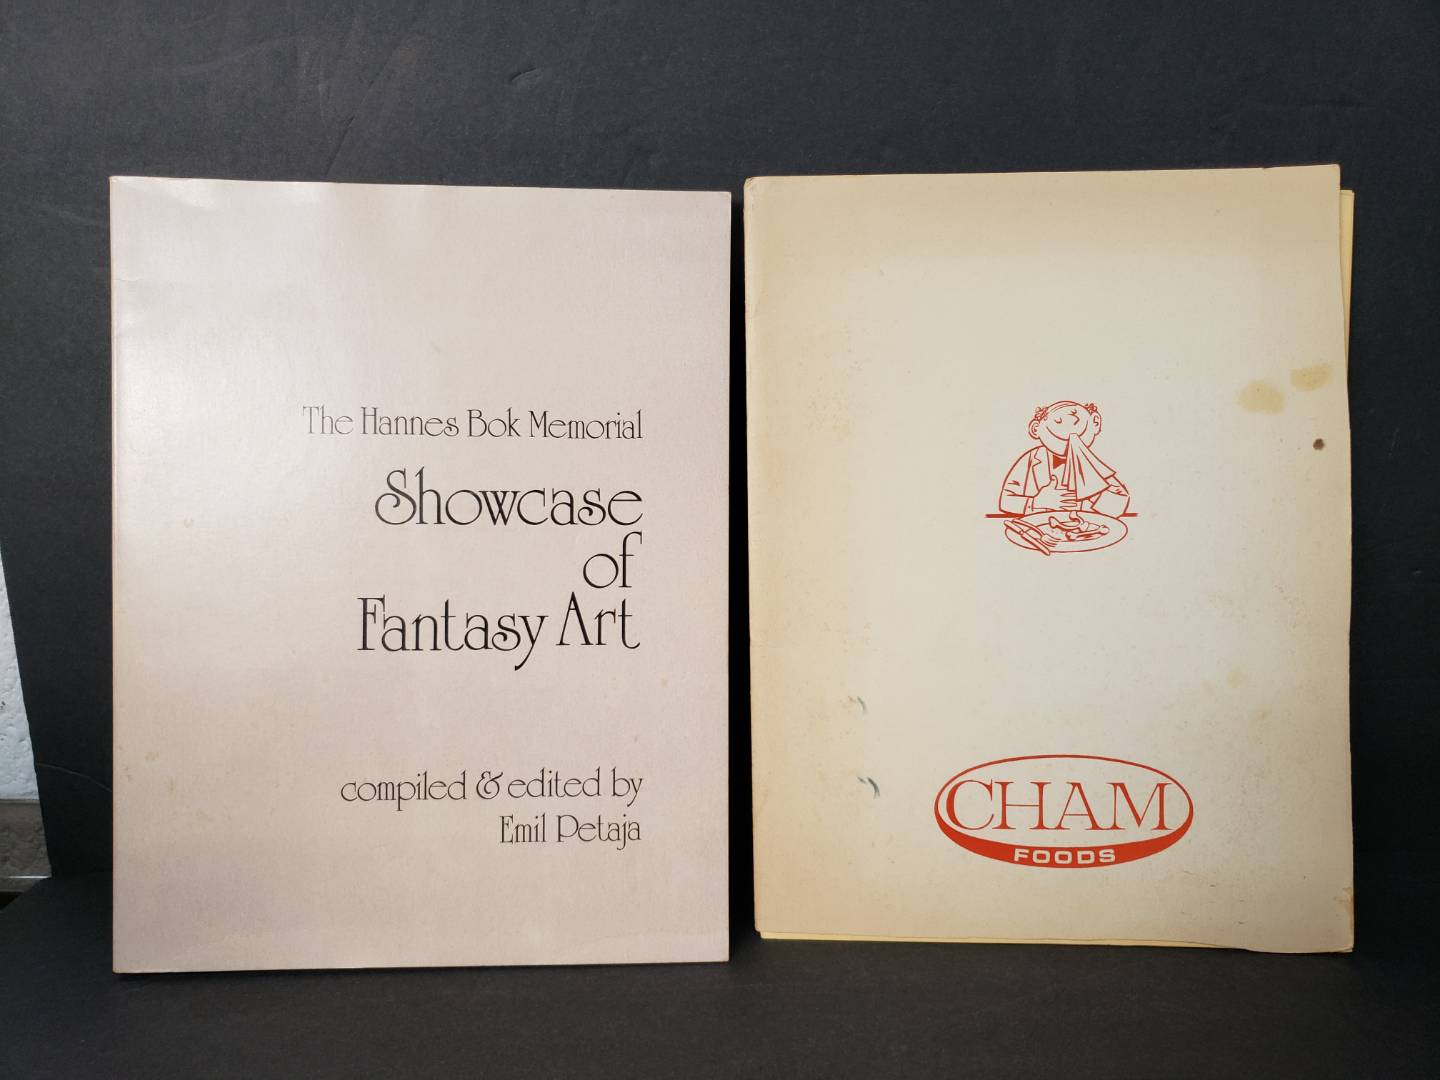 The Hannes Bok Memorial
Showcase
of
Fantasy Art
compiled & edited by
Emil Petaja
CHAM
FOODS